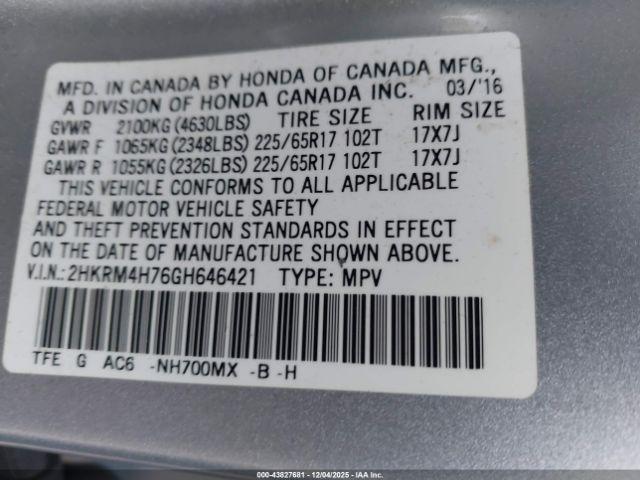 MFD. IN CANADA BY HONDA OF CANADA MFG.,
A DIVISION OF HONDA CANADA INC. 03/'16
GVWR 2100KG (4630LBS) TIRE SIZE RIM SIZE
GAWR F 1065KG (2348LBS) 225/65R17 102T 17X7J
GAWR R 1055KG (2326LBS) 225/65R17 102T 17X7J
THIS VEHICLE CONFORMS TO ALL APPLICABLE
FEDERAL MOTOR VEHICLE SAFETY
AND THEFT PREVENTION STANDARDS IN EFFECT
ON THE DATE OF MANUFACTURE SHOWN ABOVE.
V.I.N.: 2HKRM4H76GH646421 TYPE: MPV
TFE G AC6 -NH700MX -B -H
000-43827681 - 12/04/2025 - IAA Inc.